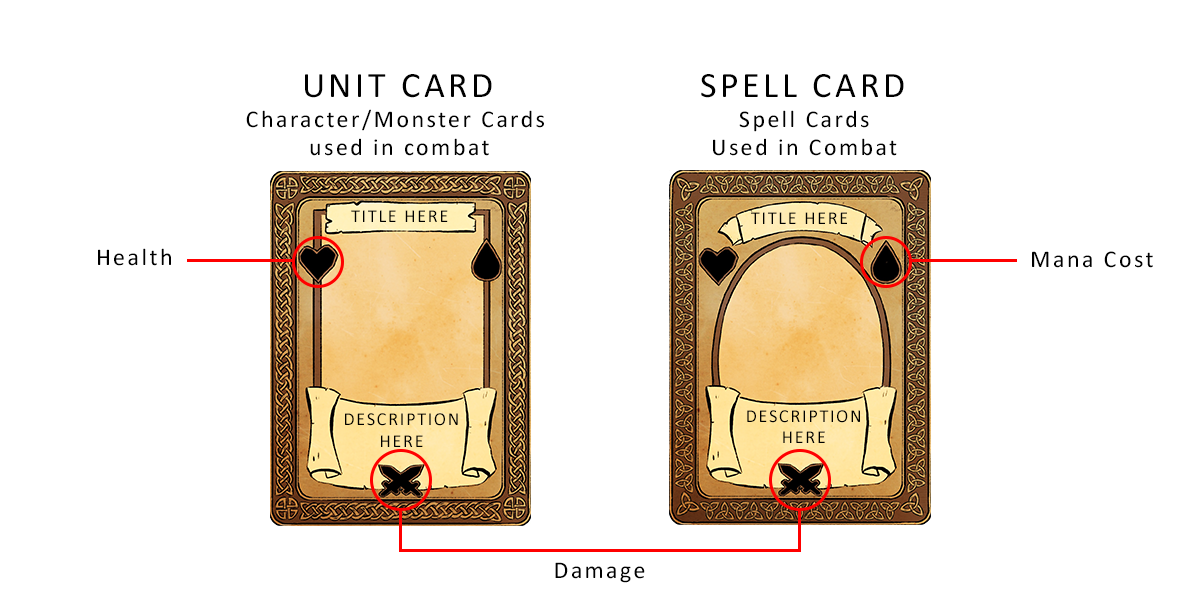 UNIT CARD
Character/Monster Cards
used in combat
SPELL CARD
Spell Cards
Used in Combat
TITLE HERE
TITLE HERE
Health
Mana Cost
DESCRIPTION
HERE
DESCRIPTION
HERE
Damage